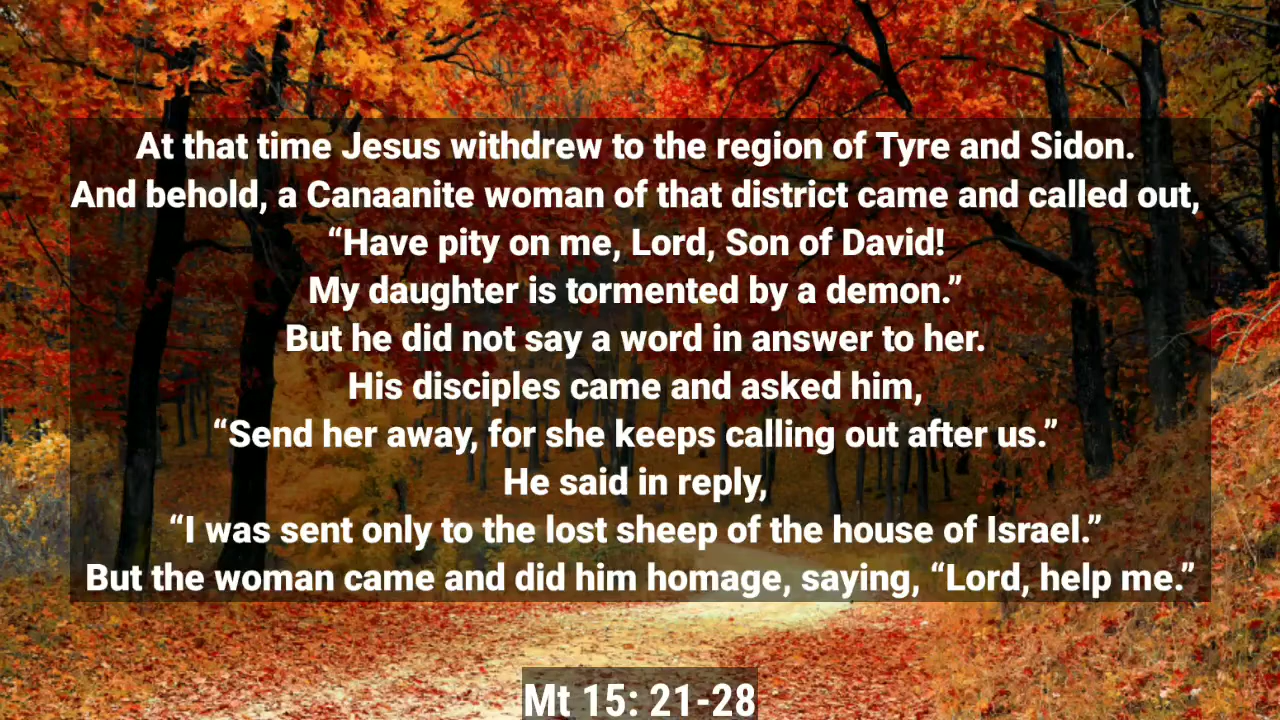 At that time Jesus withdrew to the region of Tyre and Sidon.
And behold, a Canaanite woman of that district came and called out,
“Have pity on me, Lord, Son of David!
My daughter is tormented by a demon.”
But he did not say a word in answer to her.
His disciples came and asked him,
“Send her away, for she keeps calling out after us.”
He said in reply,
“I was sent only to the lost sheep of the house of Israel.”
But the woman came and did him homage, saying, “Lord, help me.”
Mt 15: 21-28